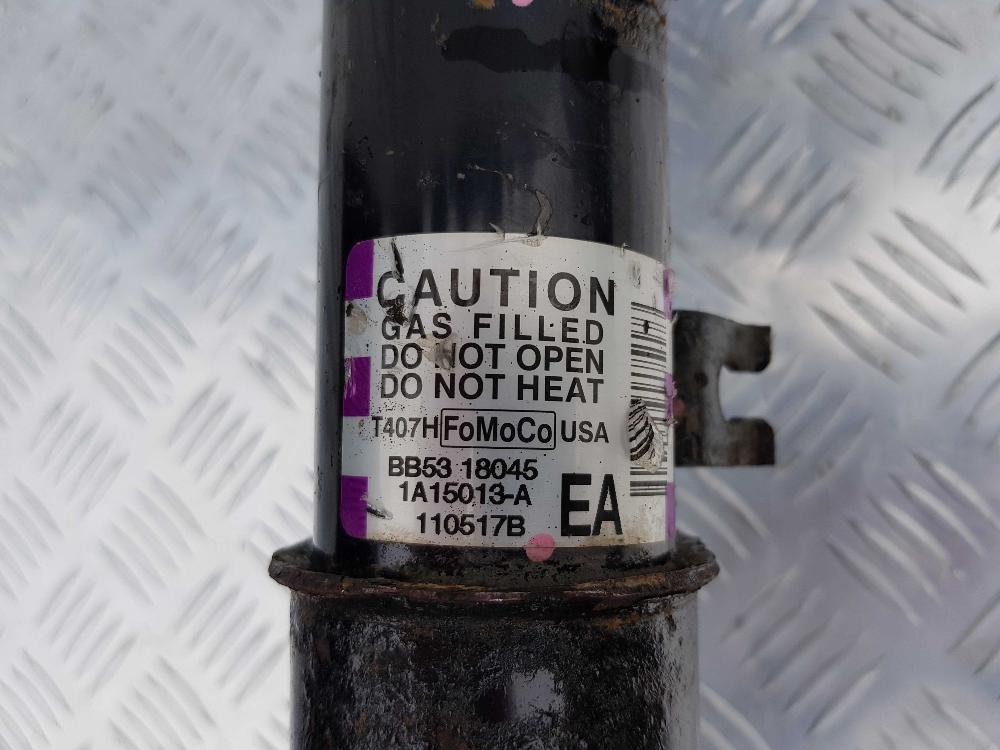 CAUTION
GAS FILLED
DO NOT OPEN
DO NOT HEAT
T407H FoMoCo USA
BB53 18045
1A15013-A
110517B
EA